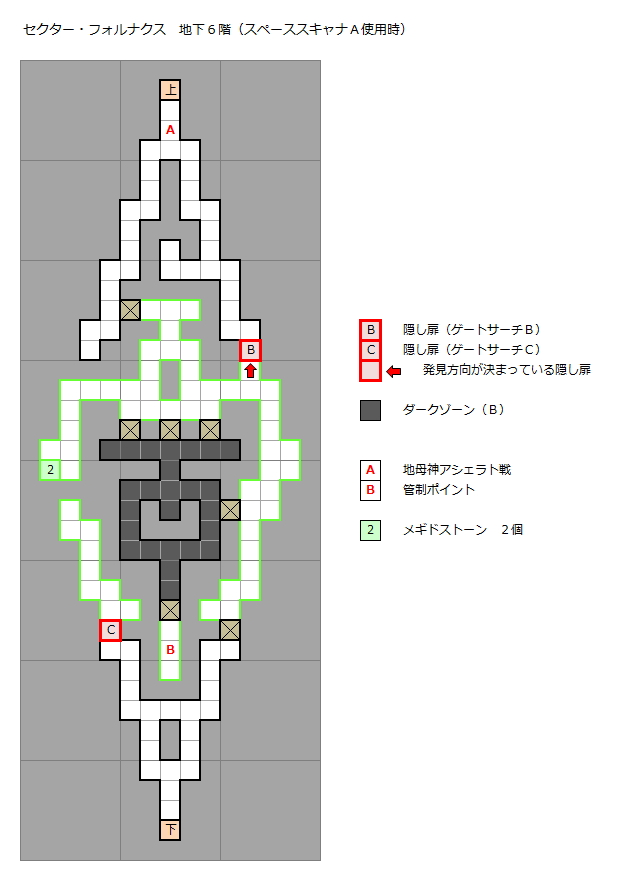 セクター・フォルナクス 地下６階（スペーススキャナＡ使用時）
上
A
B
B 隠し扉（ゲートサーチＢ）
C 隠し扉（ゲートサーチＣ）
発見方向が決まっている隠し扉
ダークゾーン（Ｂ）
2
A 地母神アシェラト戦
B 管制ポイント
2 メギドストーン ２個
C
B
下